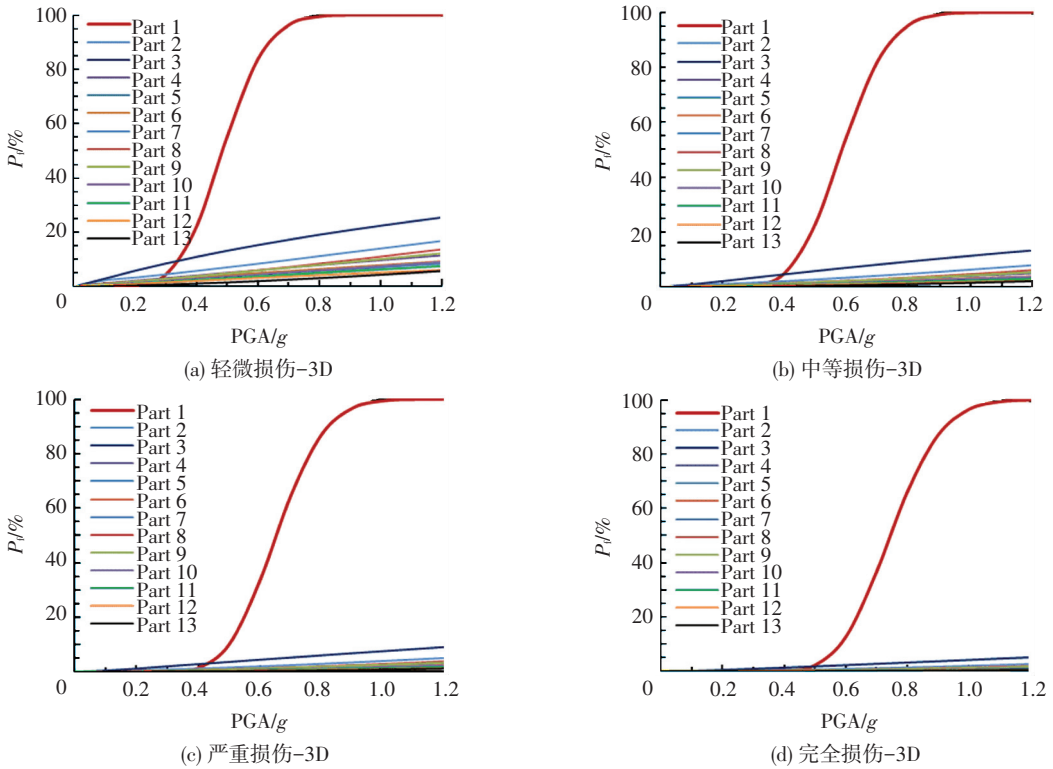 100
80
60
40
20
0
P_i/%
Part 1
Part 2
Part 3
Part 4
Part 5
Part 6
Part 7
Part 8
Part 9
Part 10
Part 11
Part 12
Part 13
0.2 0.4 0.6 0.8 1.0 1.2
PGA/g
(a) 轻微损伤-3D
100
80
60
40
20
0
P_i/%
Part 1
Part 2
Part 3
Part 4
Part 5
Part 6
Part 7
Part 8
Part 9
Part 10
Part 11
Part 12
Part 13
0.2 0.4 0.6 0.8 1.0 1.2
PGA/g
(b) 中等损伤-3D
100
80
60
40
20
0
P_i/%
Part 1
Part 2
Part 3
Part 4
Part 5
Part 6
Part 7
Part 8
Part 9
Part 10
Part 11
Part 12
Part 13
0.2 0.4 0.6 0.8 1.0 1.2
PGA/g
(c) 严重损伤-3D
100
80
60
40
20
0
P_i/%
Part 1
Part 2
Part 3
Part 4
Part 5
Part 6
Part 7
Part 8
Part 9
Part 10
Part 11
Part 12
Part 13
0.2 0.4 0.6 0.8 1.0 1.2
PGA/g
(d) 完全损伤-3D